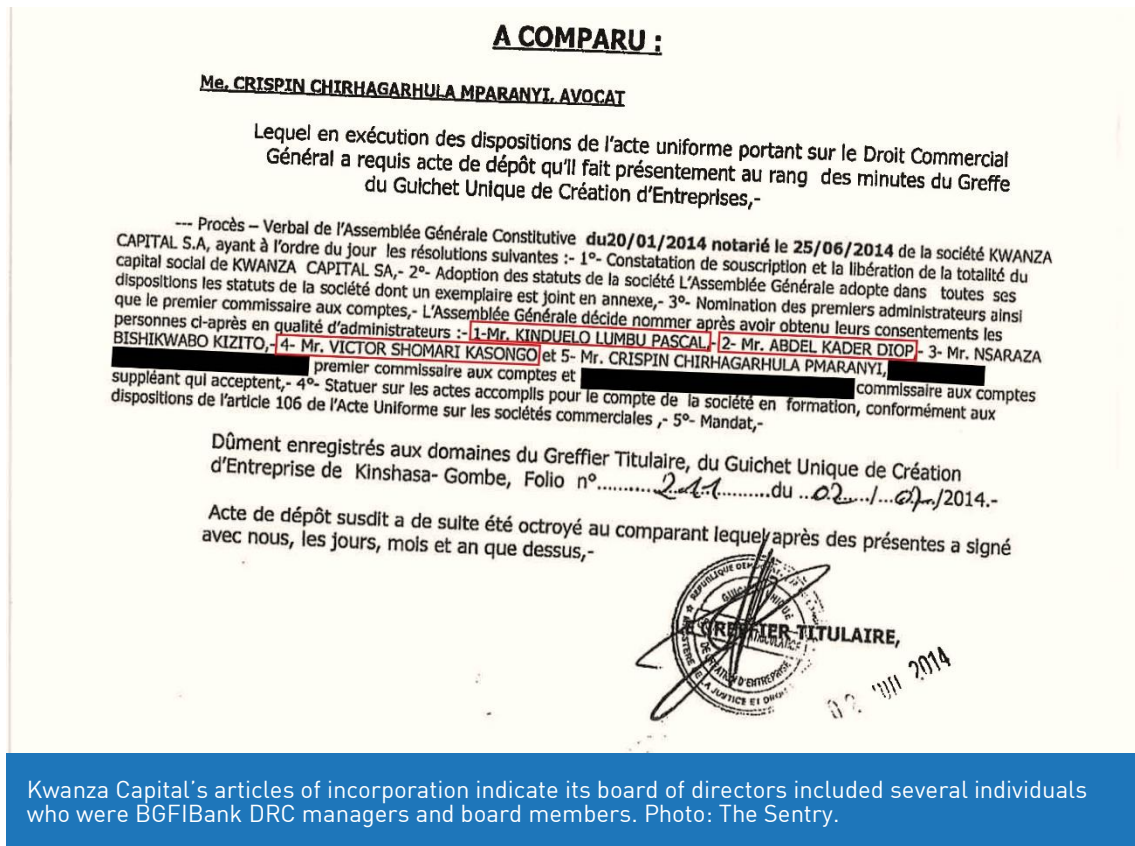 A COMPARU :
Me. CRISPIN CHIRHAGARHULA MPARANYI, AVOCAT
Lequel en exécution des dispositions de l'acte uniforme portant sur le Droit Commercial
Général a requis acte de dépôt qu'il fait présentement au rang des minutes du Greffe
du Guichet Unique de Création d'Entreprises,-
--- Procès – Verbal de l'Assemblée Générale Constitutive du20/01/2014 notarié le 25/06/2014 de la société KWANZA
CAPITAL S.A, ayant à l'ordre du jour les résolutions suivantes :- 1º- Constatation de souscription et la libération de la totalité du
capital social de KWANZA CAPITAL SA,- 2º- Adoption des statuts de la société L'Assemblée Générale adopte dans toutes ses
dispositions les statuts de la société dont un exemplaire est joint en annexe,- 3º- Nomination des premiers administrateurs ainsi
que le premier commissaire aux comptes,- L'Assemblée Générale décide nommer après avoir obtenu leurs consentements les
personnes ci-après en qualité d'administrateurs :- 1-Mr. KINDUELO LUMBU PASCAL,- 2- Mr. ABDEL KADER DIOP- 3- Mr. NSARAZA
BISHIKWABO KIZITO,- 4- Mr. VICTOR SHOMARI KASONGO et 5- Mr. CRISPIN CHIRHAGARHULA PMARANYI,
premier commissaire aux comptes et commissaire aux comptes
suppléant qui acceptent,- 4º- Statuer sur les actes accomplis pour le compte de la société en formation, conformément aux
dispositions de l'article 106 de l'Acte Uniforme sur les sociétés commerciales ,- 5º- Mandat,-
Dûment enregistrés aux domaines du Greffier Titulaire, du Guichet Unique de Création
d'Entreprise de Kinshasa- Gombe, Folio nº...........211..........du ...02..../...07../2014.-
Acte de dépôt susdit a de suite été octroyé au comparant lequel après des présentes a signé
avec nous, les jours, mois et an que dessus,-
GREFFIER TITULAIRE,
02 JUIL 2014
Kwanza Capital's articles of incorporation indicate its board of directors included several individuals
who were BGFIBank DRC managers and board members. Photo: The Sentry.